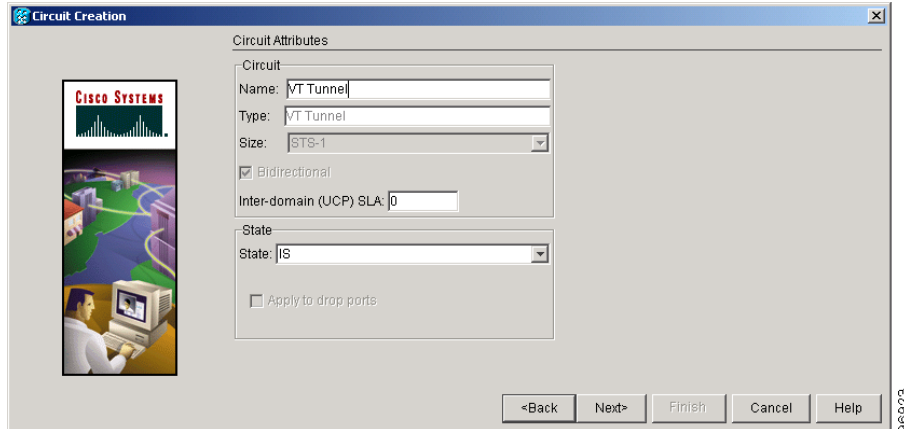 Circuit Creation
Circuit Attributes
CISCO SYSTEMS
Circuit
Name: VT Tunnel
Type: VT Tunnel
Size: STS-1
Bidirectional
Inter-domain (UCP) SLA: 0
State
State: IS
Apply to drop ports
<Back Next> Finish Cancel Help
96923